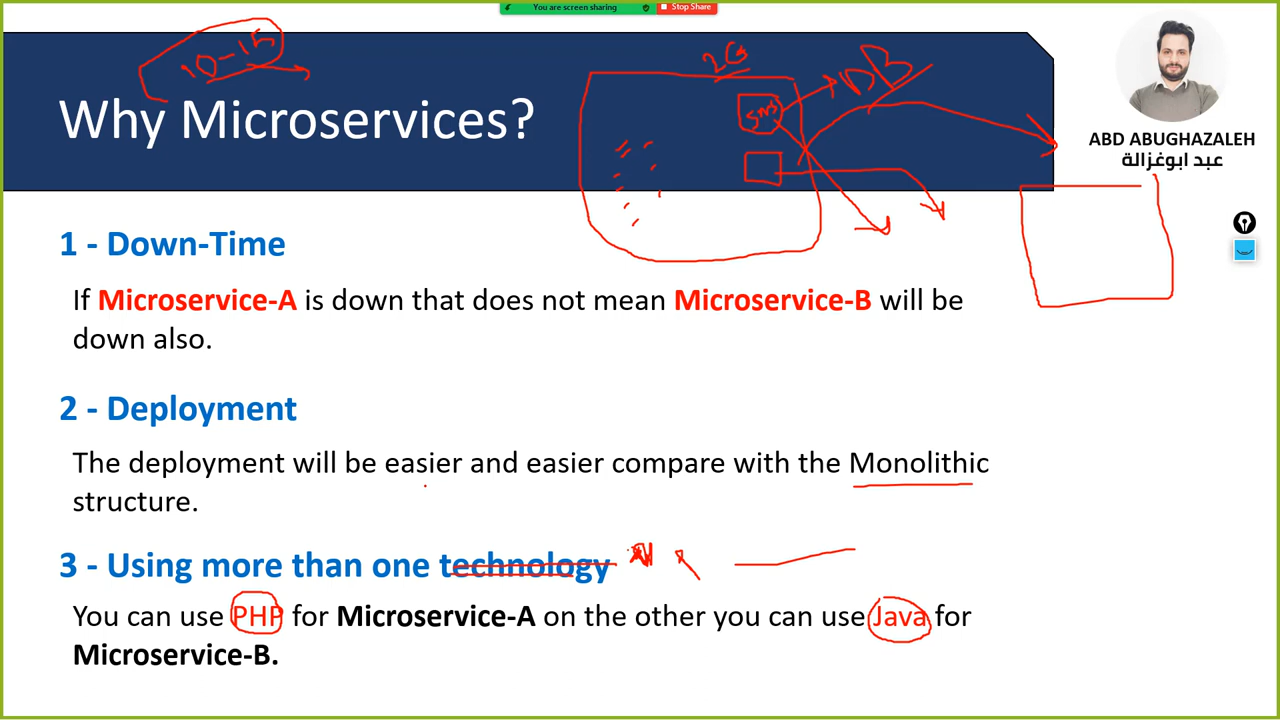 You are screen sharing
Stop Share
10-15
2G
SMS
DB
Why Microservices?
ABD ABUGHAZALEH
عبد ابوغزالة
1 - Down-Time
If Microservice-A is down that does not mean Microservice-B will be
down also.
2 - Deployment
The deployment will be easier and easier compare with the Monolithic
structure.
3 - Using more than one technology
You can use PHP for Microservice-A on the other you can use Java for
Microservice-B.